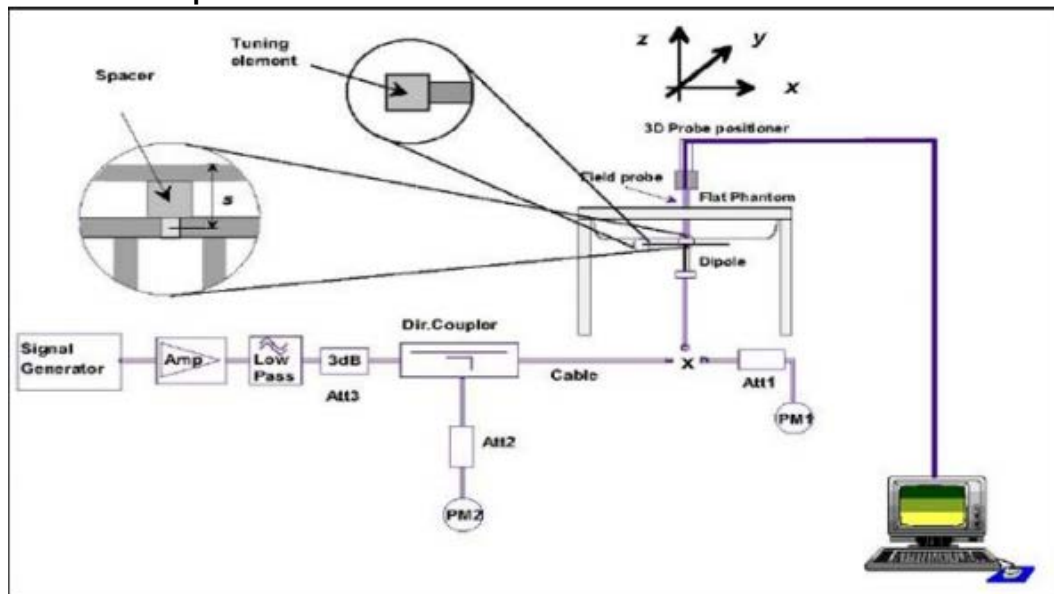 Tuning
element
Spacer
s
z
y
x
3D Probe positioner
Field probe
Flat Phantom
Dipole
Signal
Generator
Amp
Low
Pass
3dB
Att3
Dir.Coupler
Cable
x
Att1
PM1
Att2
PM2